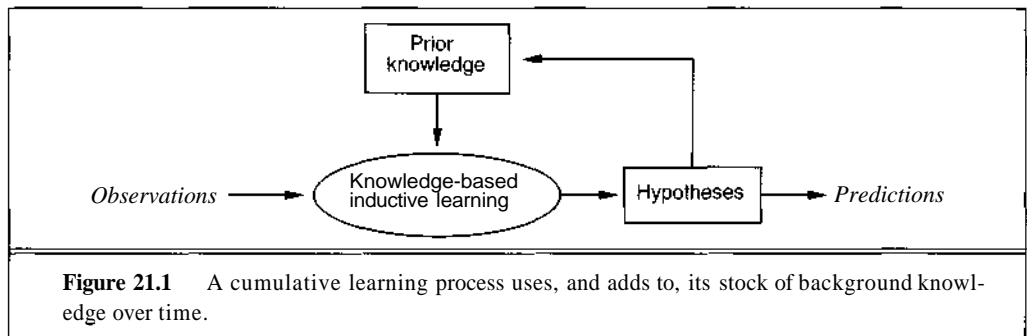 Prior
knowledge
Observations
Knowledge-based
inductive learning
Hypotheses
Predictions
Figure 21.1 A cumulative learning process uses, and adds to, its stock of background knowl-
edge over time.